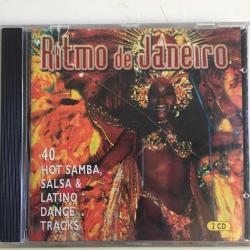 Ritmo de Janeiro
40
HOT SAMBA,
SALSA &
LATINO
DANCE
TRACKS
2 CD